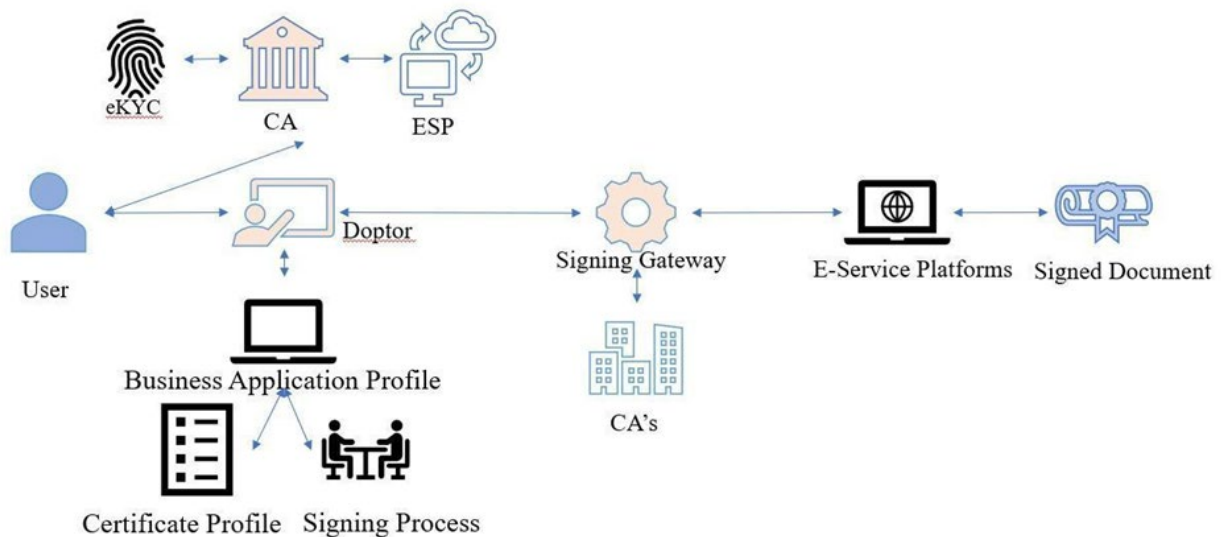 eKYC
CA
ESP
Doptor
User
Signing Gateway
E-Service Platforms
Signed Document
Business Application Profile
CA’s
Certificate Profile
Signing Process